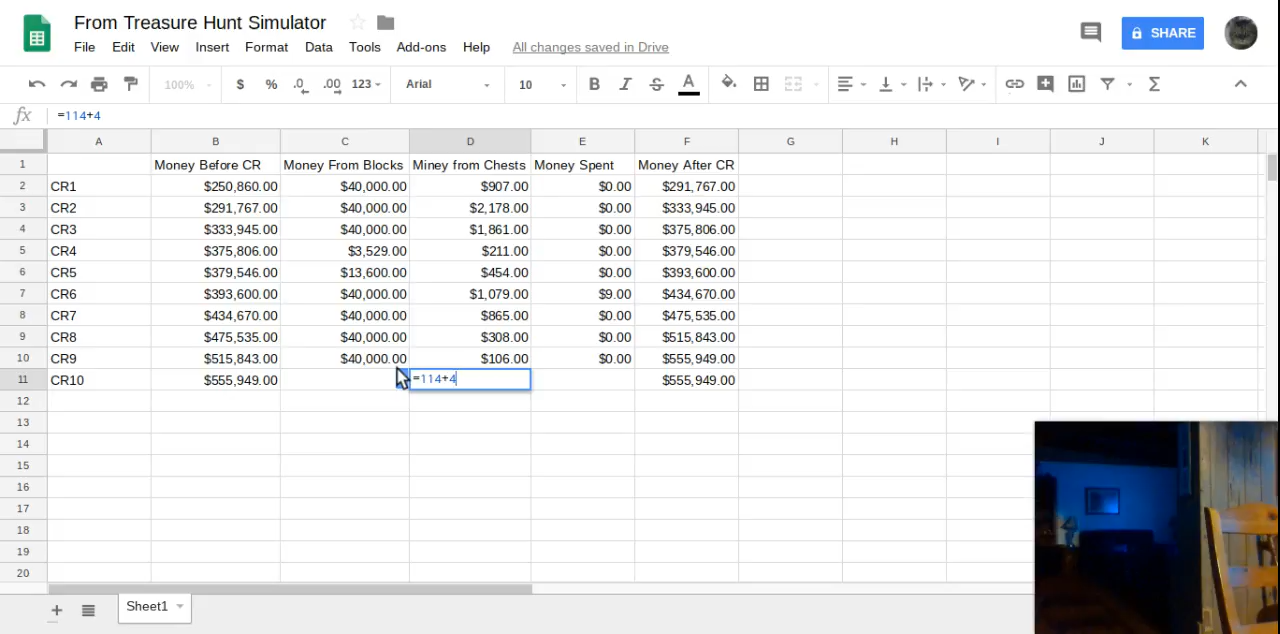 From Treasure Hunt Simulator
File Edit View Insert Format Data Tools Add-ons Help All changes saved in Drive
SHARE
100% $ % .0 .00 123 Arial 10 B I S A Σ
fx =114+4
A B C D E F G H I J K
1 Money Before CR Money From Blocks Miney from Chests Money Spent Money After CR
2 CR1 $250,860.00 $40,000.00 $907.00 $0.00 $291,767.00
3 CR2 $291,767.00 $40,000.00 $2,178.00 $0.00 $333,945.00
4 CR3 $333,945.00 $40,000.00 $1,861.00 $0.00 $375,806.00
5 CR4 $375,806.00 $3,529.00 $211.00 $0.00 $379,546.00
6 CR5 $379,546.00 $13,600.00 $454.00 $0.00 $393,600.00
7 CR6 $393,600.00 $40,000.00 $1,079.00 $9.00 $434,670.00
8 CR7 $434,670.00 $40,000.00 $865.00 $0.00 $475,535.00
9 CR8 $475,535.00 $40,000.00 $308.00 $0.00 $515,843.00
10 CR9 $515,843.00 $40,000.00 $106.00 $0.00 $555,949.00
11 CR10 $555,949.00 =114+4 $555,949.00
12
13
14
15
16
17
18
19
20
+ Sheet1